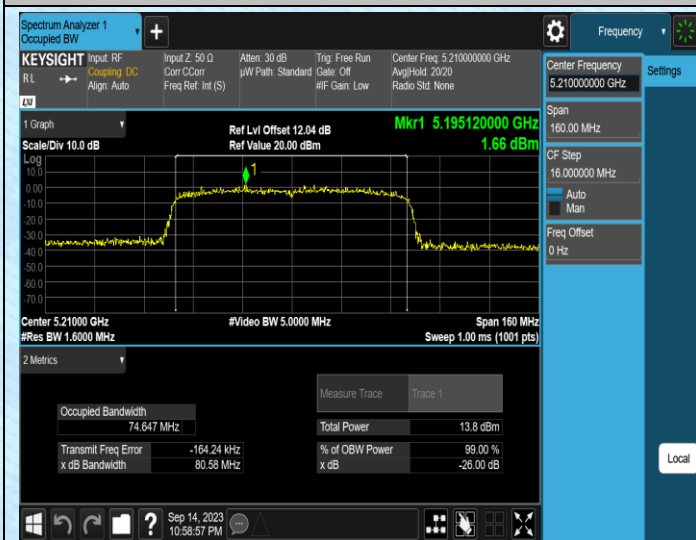 Spectrum Analyzer 1
Occupied BW
Frequency
KEYSIGHT
Input: RF
Input Z: 50 Ω
Atten: 30 dB
Trig: Free Run
Center Freq: 5.210000000 GHz
RL
Coupling: DC
Corr CCorr
µW Path: Standard
Gate: Off
Avg|Hold: 20/20
Align: Auto
Freq Ref: Int (S)
#IF Gain: Low
Radio Std: None
Center Frequency
5.210000000 GHz
Settings
Span
160.00 MHz
CF Step
16.000000 MHz
Auto
Man
Freq Offset
0 Hz
1 Graph
Ref Lvl Offset 12.04 dB
Mkr1 5.195120000 GHz
Scale/Div 10.0 dB
Ref Value 20.00 dBm
1.66 dBm
Log
10.0
1
0.00
-10.0
-20.0
-30.0
-40.0
-50.0
-60.0
-70.0
Center 5.21000 GHz
#Video BW 5.0000 MHz
Span 160 MHz
#Res BW 1.6000 MHz
Sweep 1.00 ms (1001 pts)
2 Metrics
Measure Trace
Trace 1
Occupied Bandwidth
74.647 MHz
Total Power
13.8 dBm
Transmit Freq Error
-164.24 kHz
% of OBW Power
99.00 %
x dB Bandwidth
80.58 MHz
x dB
-26.00 dB
Local
?
Sep 14, 2023
10:58:57 PM